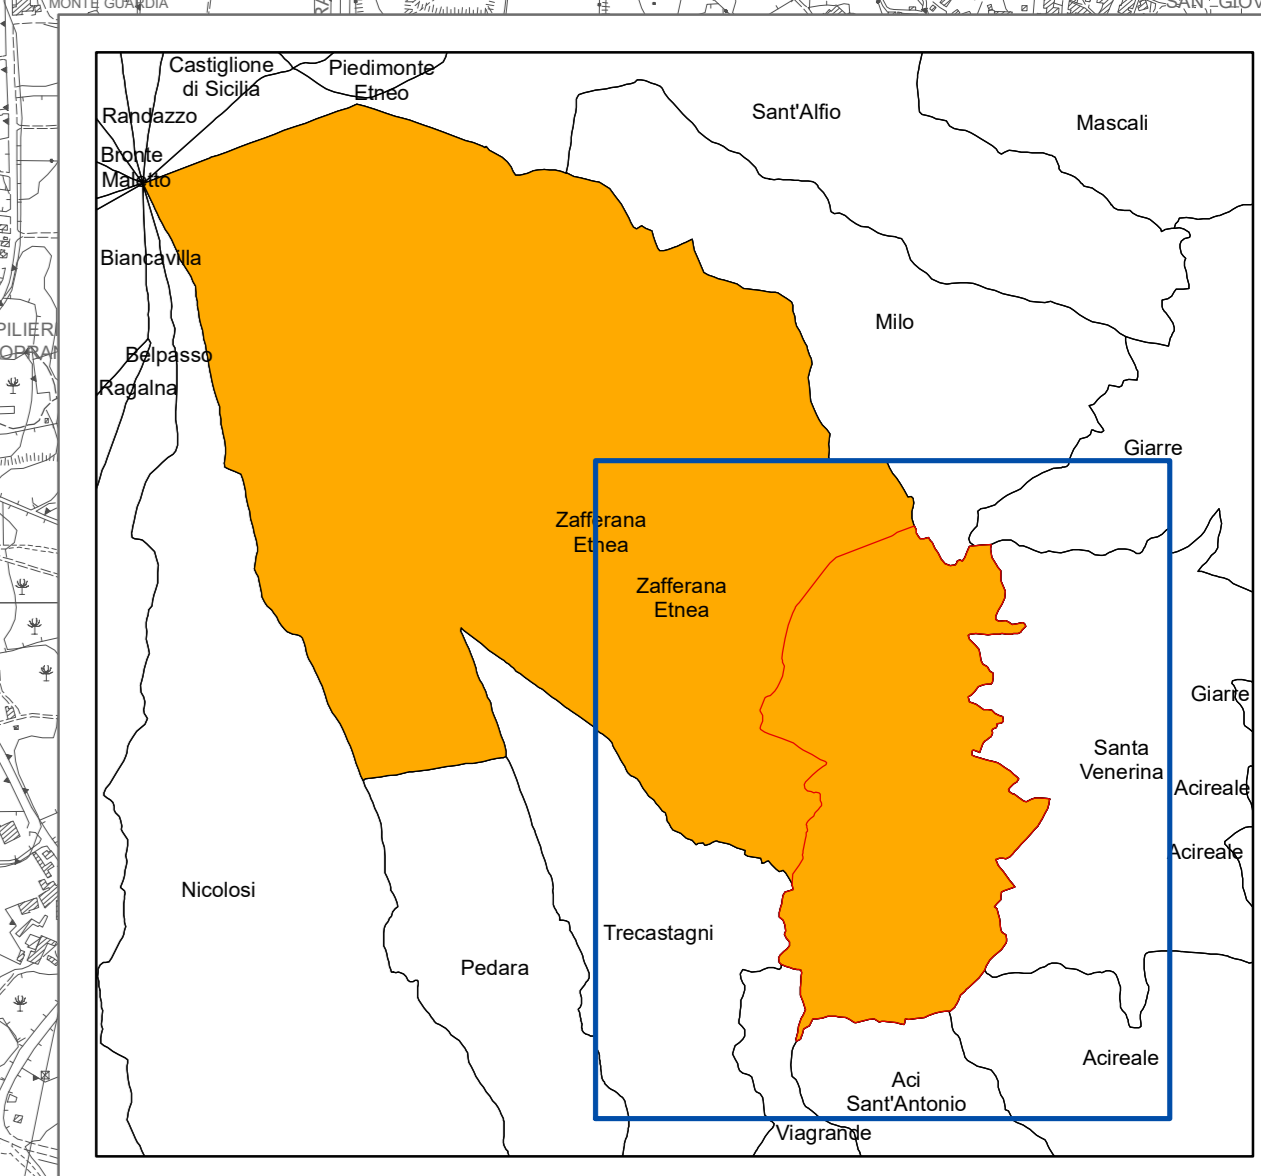 MONTE GUARDIA
Castiglione
di Sicilia
Piedimonte
Etneo
Randazzo
Sant'Alfio
Mascali
Bronte
Maletto
Biancavilla
Milo
Belpasso
Ragalna
Giarre
Zafferana
Etnea
Zafferana
Etnea
Giarre
Santa
Venerina
Acireale
Acireale
Nicolosi
Trecastagni
Pedara
Acireale
Aci
Sant'Antonio
Viagrande